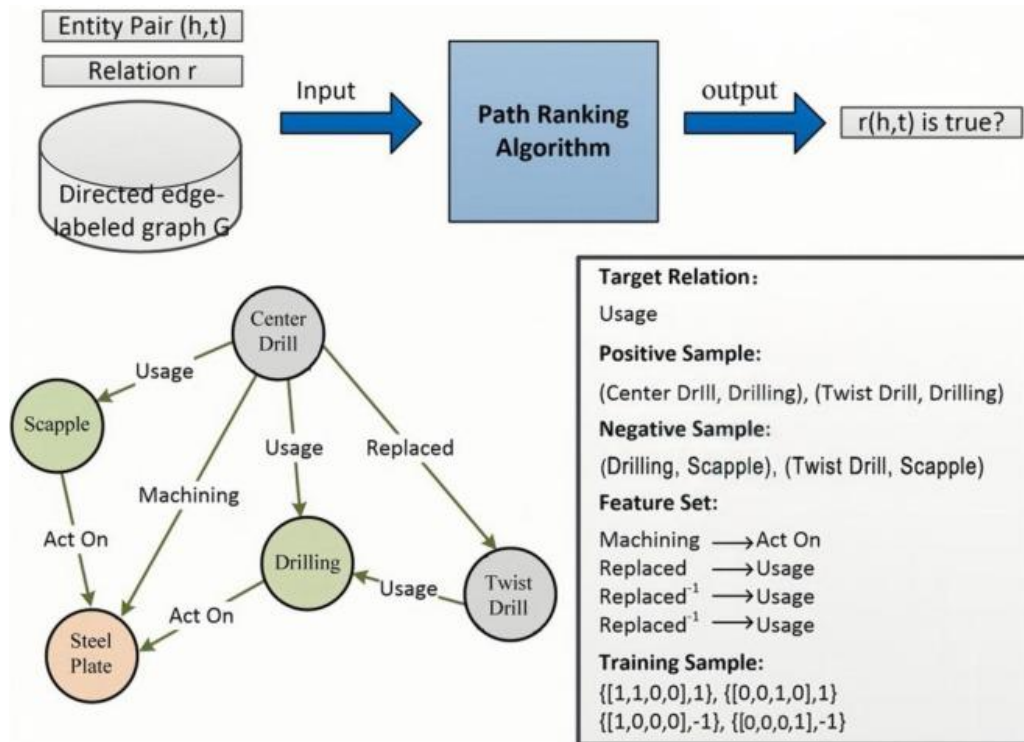 Entity Pair (h,t)
Relation r
Directed edge-
labeled graph G
Input
Path Ranking
Algorithm
output
r(h,t) is true?
Center
Drill
Usage
Scapple
Usage
Replaced
Machining
Act On
Drilling
Usage
Twist
Drill
Act On
Steel
Plate
Target Relation:
Usage
Positive Sample:
(Center Drill, Drilling), (Twist Drill, Drilling)
Negative Sample:
(Drilling, Scapple), (Twist Drill, Scapple)
Feature Set:
Machining → Act On
Replaced → Usage
Replaced⁻¹ → Usage
Replaced⁻¹ → Usage
Training Sample:
{[1,1,0,0],1}, {[0,0,1,0],1}
{[1,0,0,0],-1}, {[0,0,0,1],-1}